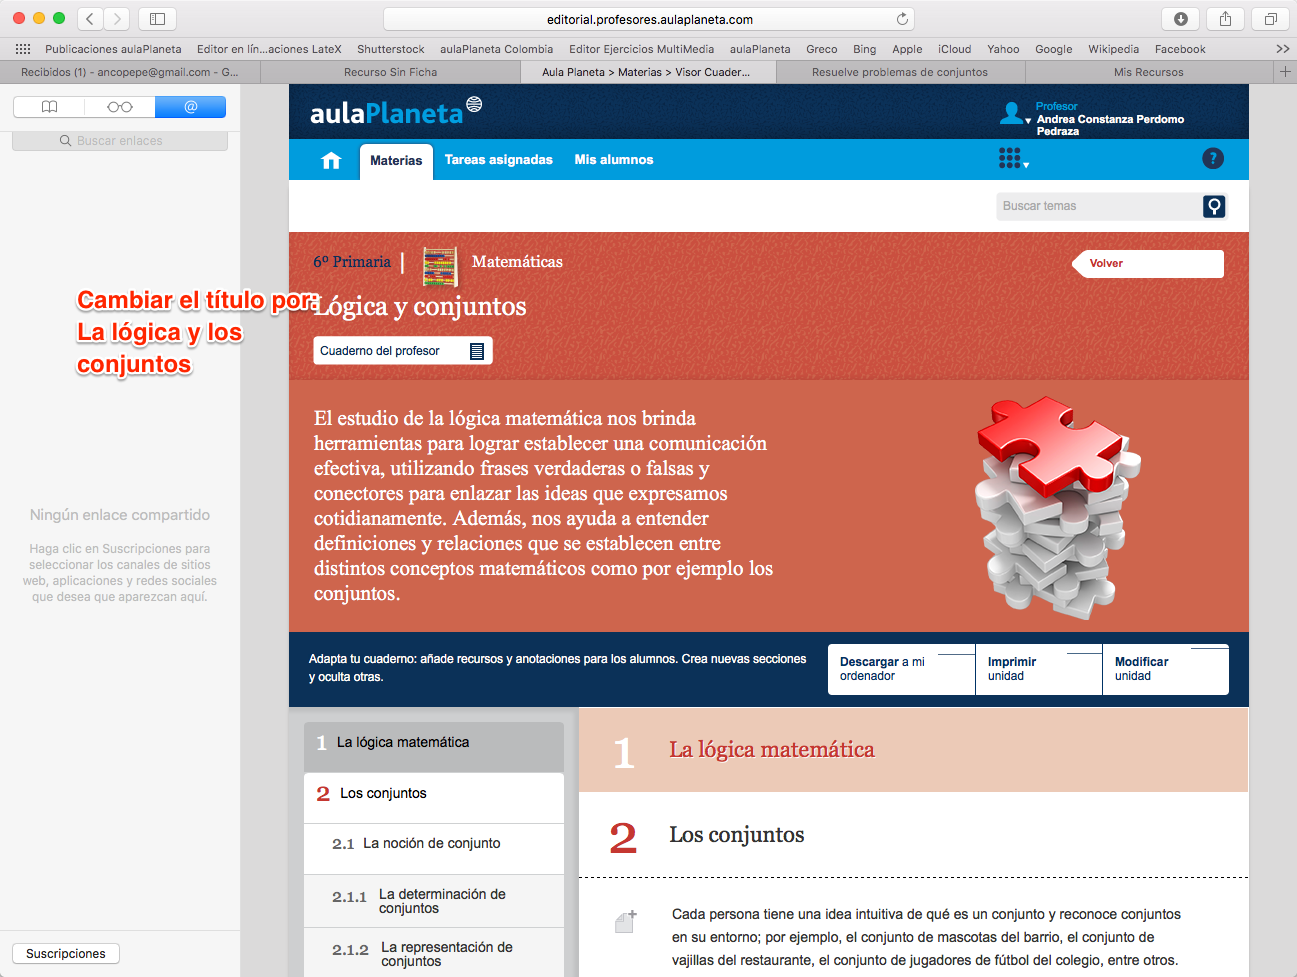 editorial.profesores.aulaplaneta.com
Publicaciones aulaPlaneta
Editor en lín...aciones LateX
Shutterstock
aulaPlaneta Colombia
Editor Ejercicios MultiMedia
aulaPlaneta
Greco
Bing
Apple
iCloud
Yahoo
Google
Wikipedia
Facebook
>>
Recibidos (1) - ancopepe@gmail.com - G...
Recurso Sin Ficha
Aula Planeta > Materias > Visor Cuader...
Resuelve problemas de conjuntos
Mis Recursos
+
@
Buscar enlaces
Ningún enlace compartido
Haga clic en Suscripciones para
seleccionar los canales de sitios
web, aplicaciones y redes sociales
que desea que aparezcan aquí.
Suscripciones
Cambiar el título por:
La lógica y los
conjuntos
aulaPlaneta
Profesor
Andrea Constanza Perdomo
Pedraza
Materias
Tareas asignadas
Mis alumnos
?
Buscar temas
6º Primaria
Matemáticas
Volver
Lógica y conjuntos
Cuaderno del profesor
El estudio de la lógica matemática nos brinda
herramientas para lograr establecer una comunicación
efectiva, utilizando frases verdaderas o falsas y
conectores para enlazar las ideas que expresamos
cotidianamente. Además, nos ayuda a entender
definiciones y relaciones que se establecen entre
distintos conceptos matemáticos como por ejemplo los
conjuntos.
Adapta tu cuaderno: añade recursos y anotaciones para los alumnos. Crea nuevas secciones
y oculta otras.
Descargar a mi
ordenador
Imprimir
unidad
Modificar
unidad
1 La lógica matemática
2 Los conjuntos
2.1 La noción de conjunto
2.1.1 La determinación de
conjuntos
2.1.2 La representación de
conjuntos
1 La lógica matemática
2 Los conjuntos
Cada persona tiene una idea intuitiva de qué es un conjunto y reconoce conjuntos
en su entorno; por ejemplo, el conjunto de mascotas del barrio, el conjunto de
vajillas del restaurante, el conjunto de jugadores de fútbol del colegio, entre otros.